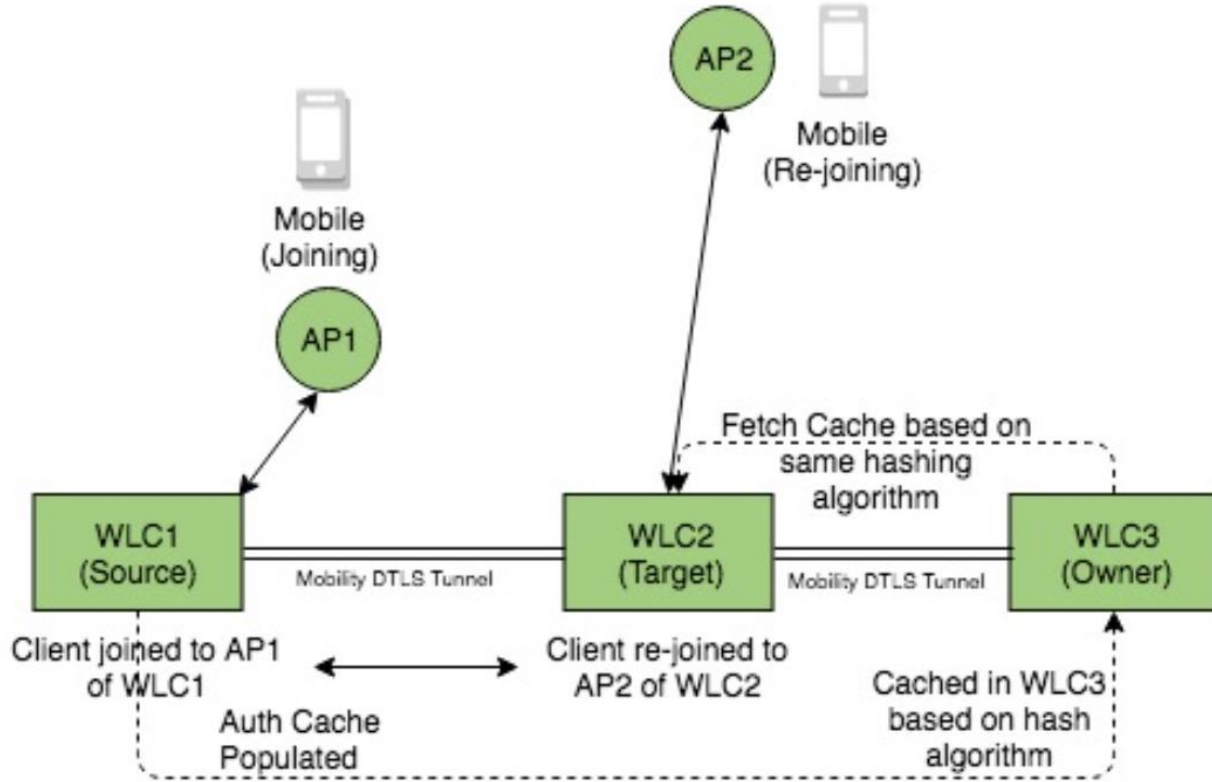 AP2
Mobile
(Re-joining)
Mobile
(Joining)
AP1
Fetch Cache based on
same hashing
algorithm
WLC1
(Source)
Mobility DTLS Tunnel
WLC2
(Target)
Mobility DTLS Tunnel
WLC3
(Owner)
Client joined to AP1
of WLC1
Client re-joined to
AP2 of WLC2
Auth Cache
Populated
Cached in WLC3
based on hash
algorithm